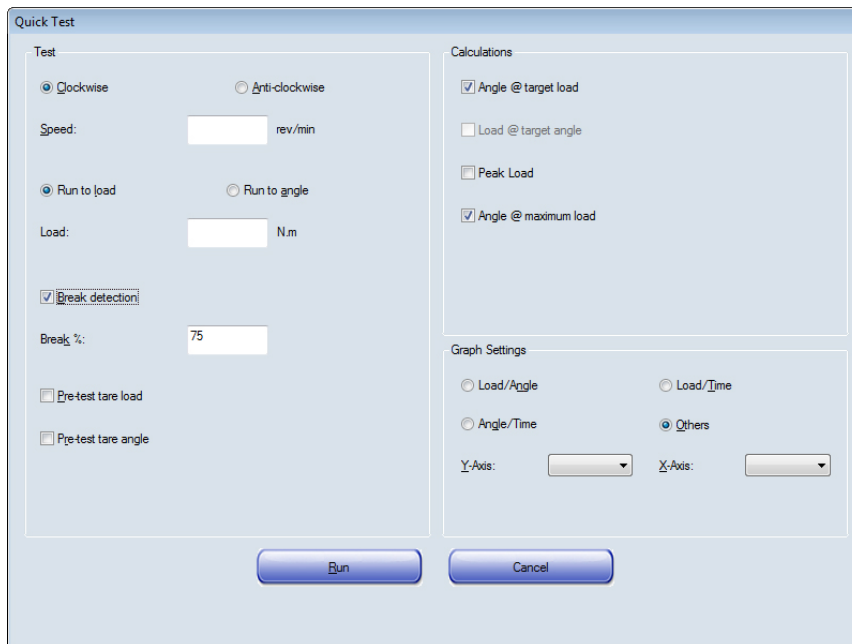 Quick Test
Test
Clockwise
Anti-clockwise
Speed:
rev/min
Run to load
Run to angle
Load:
N.m
Break detection
Break %:
75
Pre-test tare load
Pre-test tare angle
Calculations
Angle @ target load
Load @ target angle
Peak Load
Angle @ maximum load
Graph Settings
Load/Angle
Load/Time
Angle/Time
Others
Y-Axis:
X-Axis:
Run
Cancel